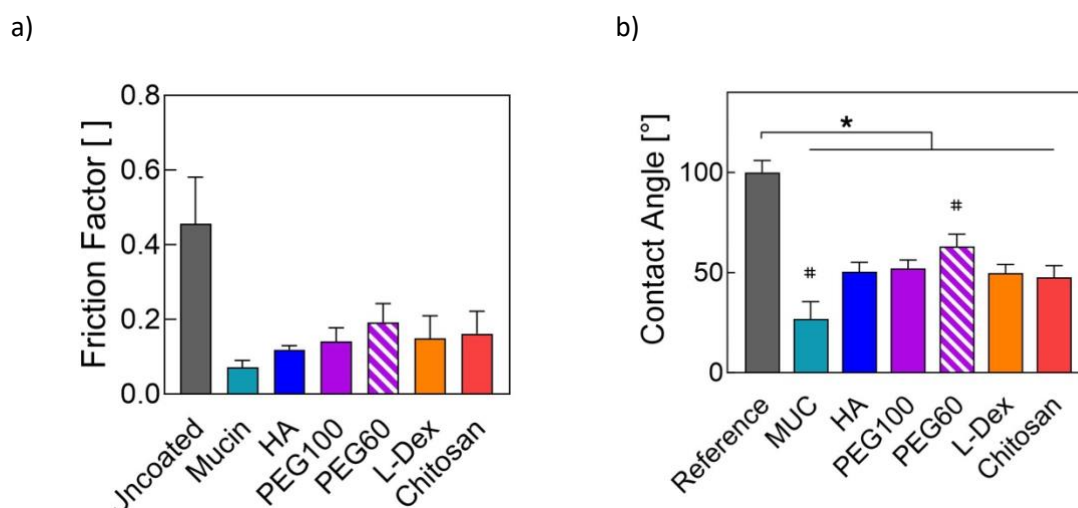 a)
b)
Friction Factor [ ]
0.8
0.6
0.4
0.2
0.0
Uncoated
Mucin
HA
PEG100
PEG60
L-Dex
Chitosan
Contact Angle [°]
100
50
0
*
#
#
Reference
MUC
HA
PEG100
PEG60
L-Dex
Chitosan